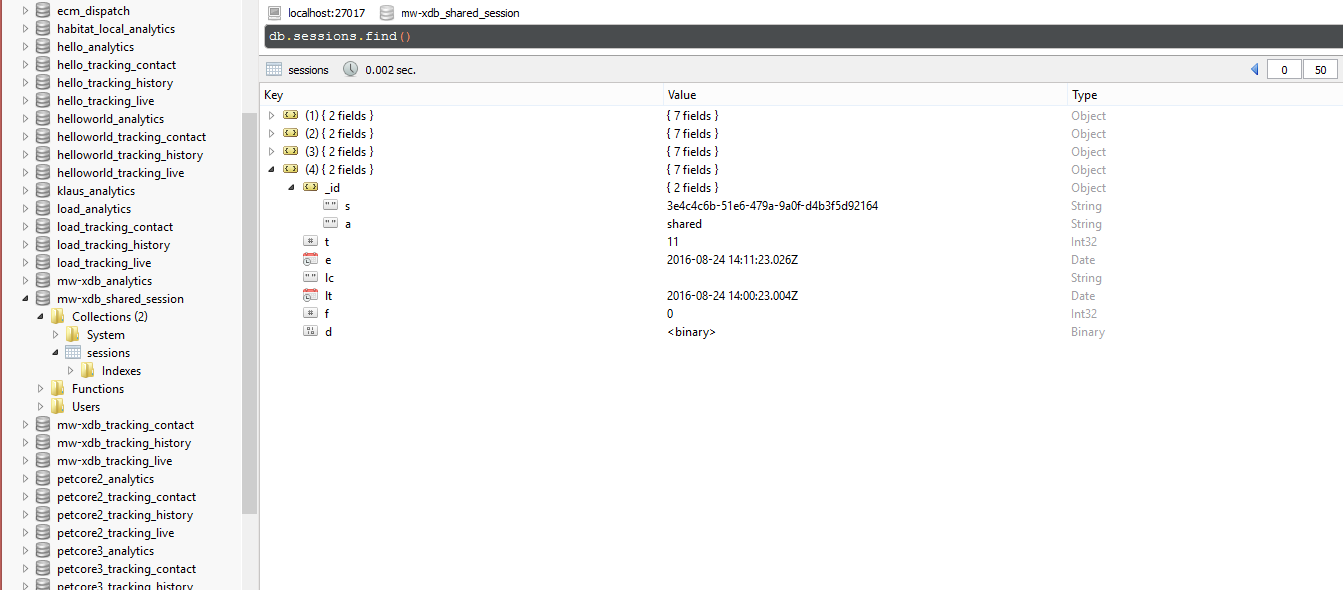 ecm_dispatch
habitat_local_analytics
hello_analytics
hello_tracking_contact
hello_tracking_history
hello_tracking_live
helloworld_analytics
helloworld_tracking_contact
helloworld_tracking_history
helloworld_tracking_live
klaus_analytics
load_analytics
load_tracking_contact
load_tracking_history
load_tracking_live
mw-xdb_analytics
mw-xdb_shared_session
Collections (2)
System
sessions
Indexes
Functions
Users
mw-xdb_tracking_contact
mw-xdb_tracking_history
mw-xdb_tracking_live
petcore2_analytics
petcore2_tracking_contact
petcore2_tracking_history
petcore2_tracking_live
petcore3_analytics
petcore3_tracking_contact
petcore3_tracking_history
localhost:27017 mw-xdb_shared_session
db.sessions.find()
sessions 0.002 sec. 0 50
Key Value Type
(1) { 2 fields } { 7 fields } Object
(2) { 2 fields } { 7 fields } Object
(3) { 2 fields } { 7 fields } Object
(4) { 2 fields } { 7 fields } Object
_id { 2 fields } Object
s 3e4c4c6b-51e6-479a-9a0f-d4b3f5d92164 String
a shared String
t 11 Int32
e 2016-08-24 14:11:23.026Z Date
lc String
lt 2016-08-24 14:00:23.004Z Date
f 0 Int32
d <binary> Binary